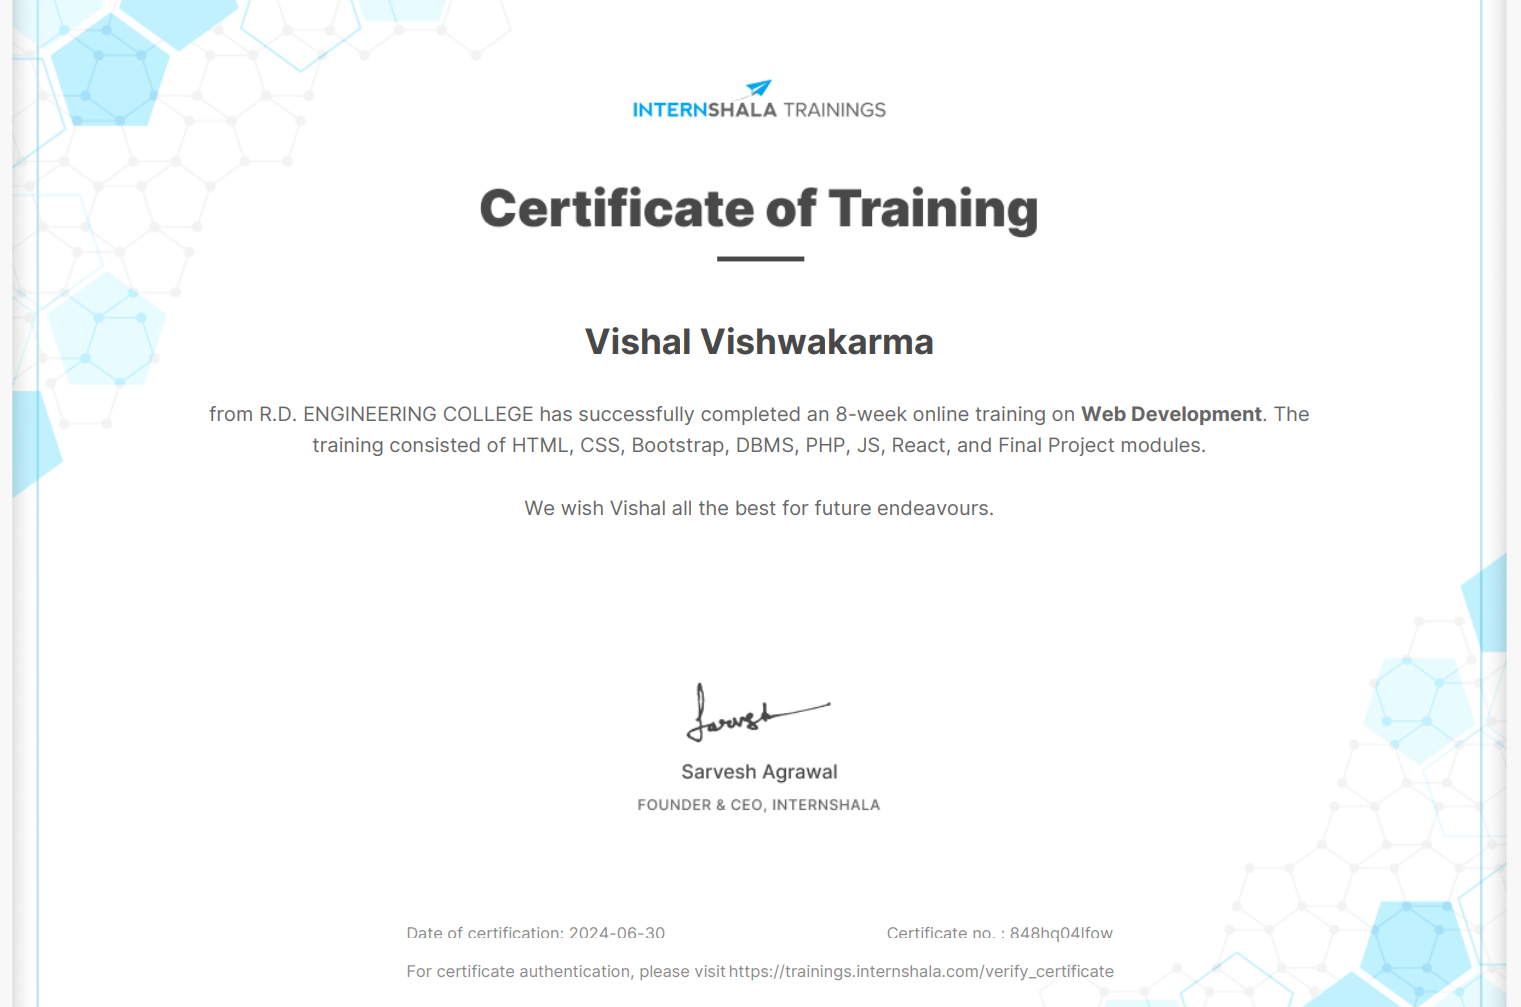 INTERNSHALA TRAININGS
Certificate of Training
Vishal Vishwakarma
from R.D. ENGINEERING COLLEGE has successfully completed an 8-week online training on Web Development. The
training consisted of HTML, CSS, Bootstrap, DBMS, PHP, JS, React, and Final Project modules.
We wish Vishal all the best for future endeavours.
Sarvesh
Sarvesh Agrawal
FOUNDER & CEO, INTERNSHALA
Date of certification: 2024-06-30 Certificate no. : 848hq04lfow
For certificate authentication, please visit https://trainings.internshala.com/verify_certificate